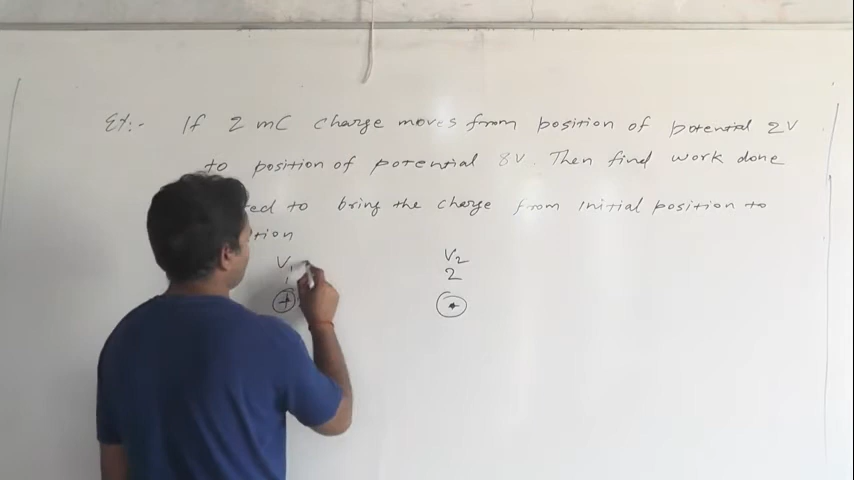 Ex:- If 2 mC charge moves from position of potential 2V
to position of potential 8V. Then find work done
ed to bring the charge from initial position to
tion
V1 V2
1 2
+ +